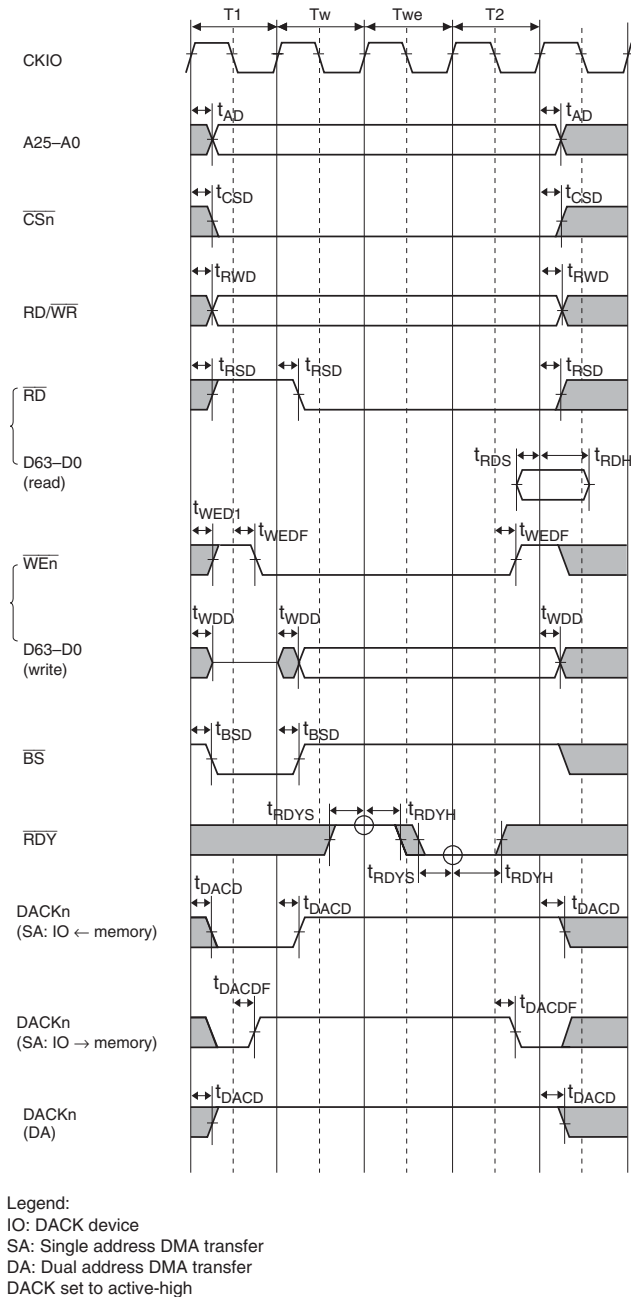 T1 Tw Twe T2
CKIO
tAD tAD
A25–A0
tCSD tCSD
CSn
tRWD tRWD
RD/WR
tRSD tRSD tRSD
RD
D63–D0
(read)
tRDS tRDH
tWED1 tWEDF tWEDF
WEn
tWDD tWDD tWDD
D63–D0
(write)
tBSD tBSD
BS
tRDYS tRDYH
RDY
tRDYS tRDYH
tDACD tDACD tDACD
DACKn
(SA: IO ← memory)
tDACDF tDACDF
DACKn
(SA: IO → memory)
tDACD tDACD
DACKn
(DA)
Legend:
IO: DACK device
SA: Single address DMA transfer
DA: Dual address DMA transfer
DACK set to active-high